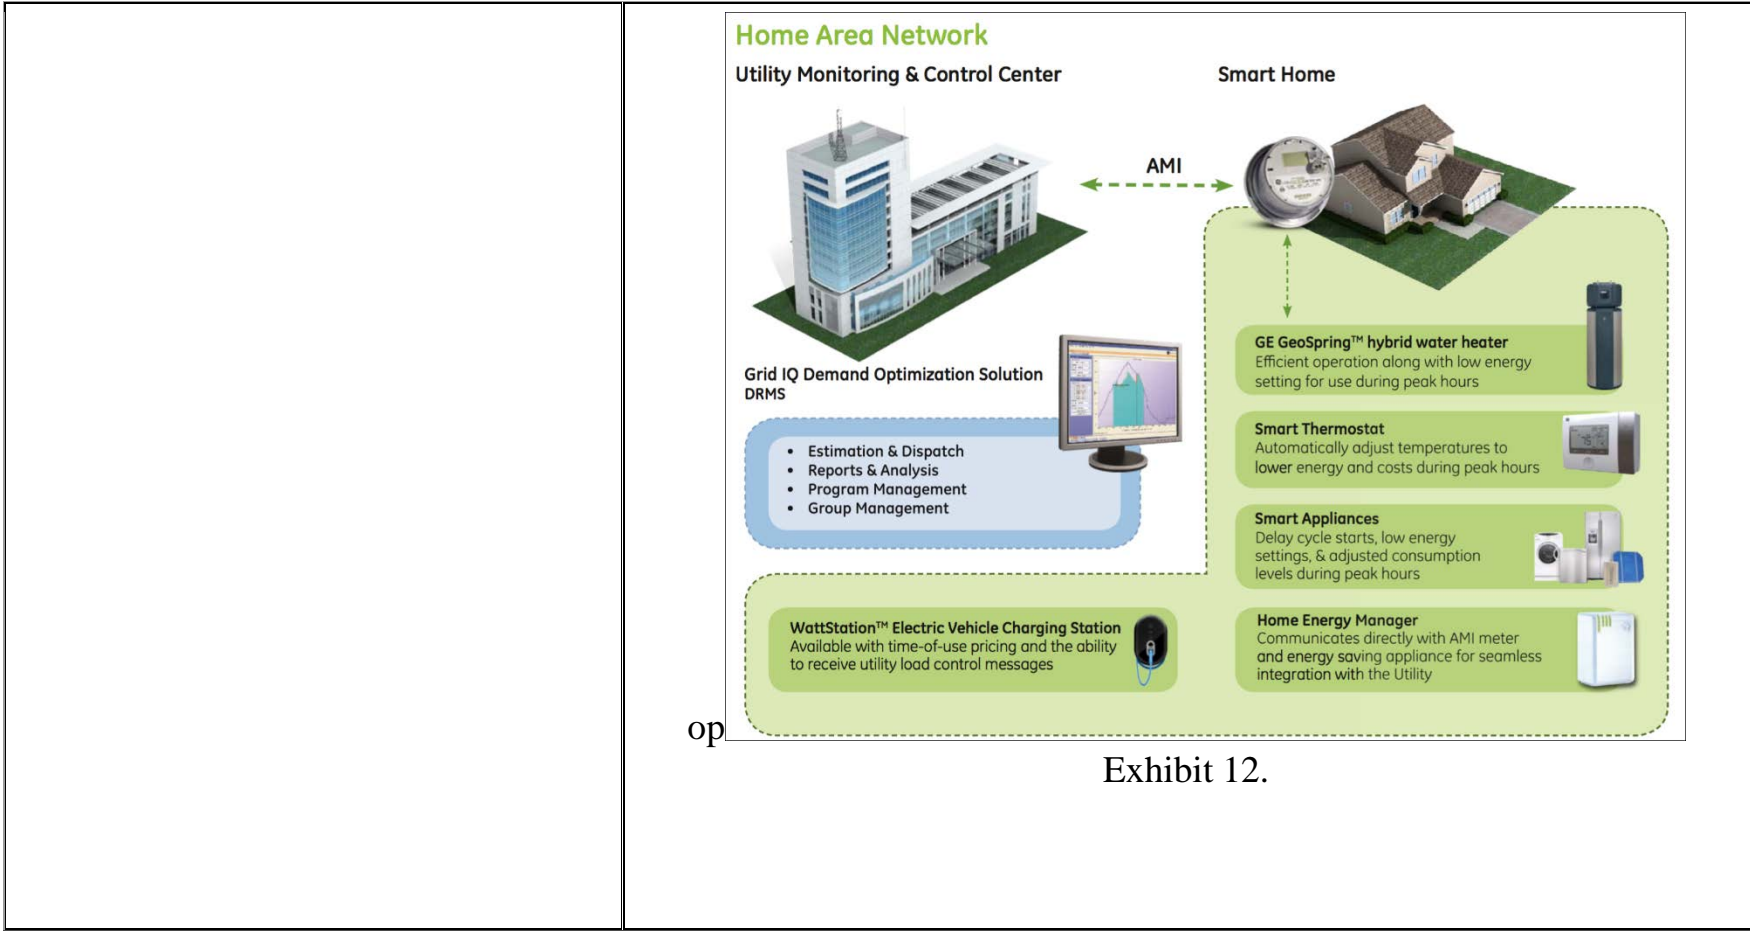 Home Area Network
Utility Monitoring & Control Center
Smart Home
AMI
GE GeoSpring™ hybrid water heater
Efficient operation along with low energy
setting for use during peak hours
Grid IQ Demand Optimization Solution
DRMS
Estimation & Dispatch
Reports & Analysis
Program Management
Group Management
Smart Thermostat
Automatically adjust temperatures to
lower energy and costs during peak hours
Smart Appliances
Delay cycle starts, low energy
settings, & adjusted consumption
levels during peak hours
WattStation™ Electric Vehicle Charging Station
Available with time-of-use pricing and the ability
to receive utility load control messages
Home Energy Manager
Communicates directly with AMI meter
and energy saving appliance for seamless
integration with the Utility
op
Exhibit 12.